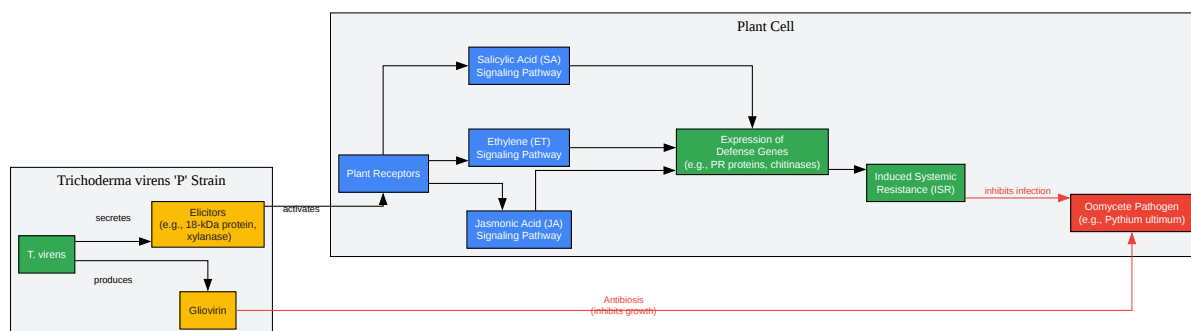 Plant Cell
Salicylic Acid (SA)
Signaling Pathway
Ethylene (ET)
Signaling Pathway
Expression of
Defense Genes
(e.g., PR proteins, chitinases)
Plant Receptors
Induced Systemic
Resistance (ISR)
inhibits infection
Trichoderma virens 'P' Strain
secretes
Elicitors
(e.g., 18-kDa protein,
xylanase)
activates
Jasmonic Acid (JA)
Signaling Pathway
Oomycete Pathogen
(e.g., Pythium ultimum)
T. virens
produces
Gliovirin
Antibiosis
(inhibits growth)